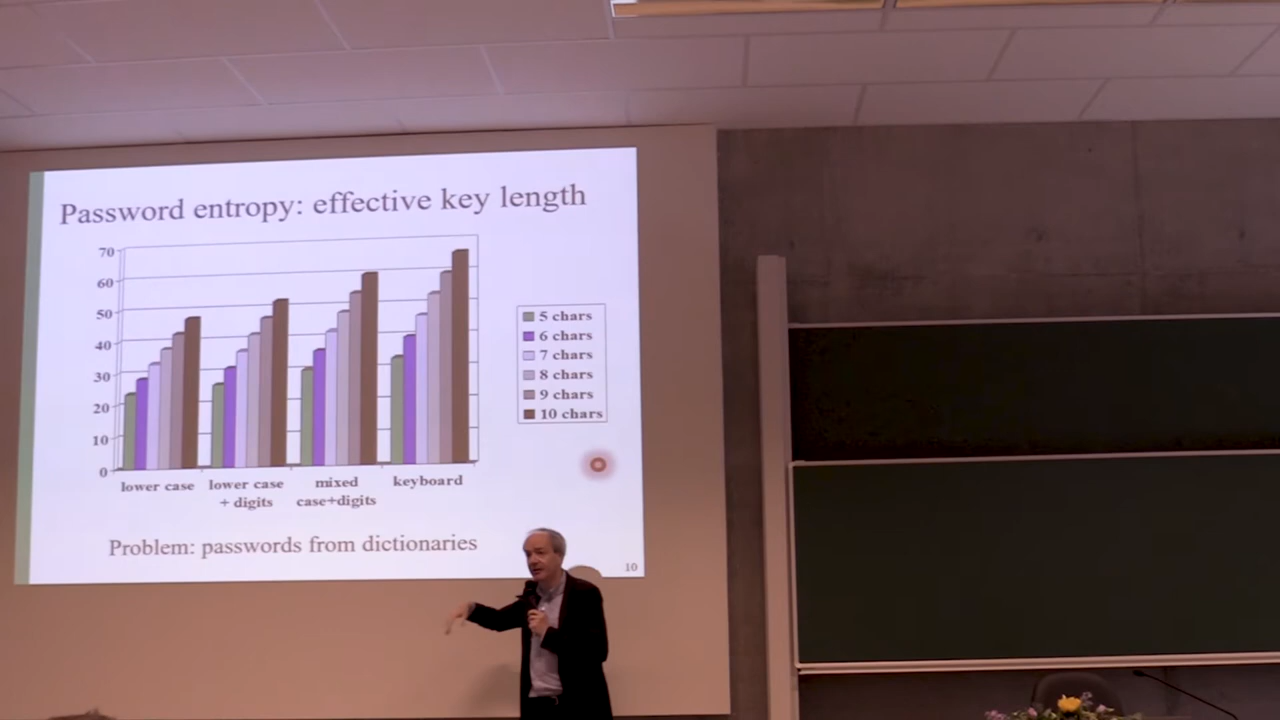 Password entropy: effective key length
70
60
50
40
30
20
10
0
lower case
lower case
+ digits
mixed
case+digits
keyboard
5 chars
6 chars
7 chars
8 chars
9 chars
10 chars
Problem: passwords from dictionaries
10